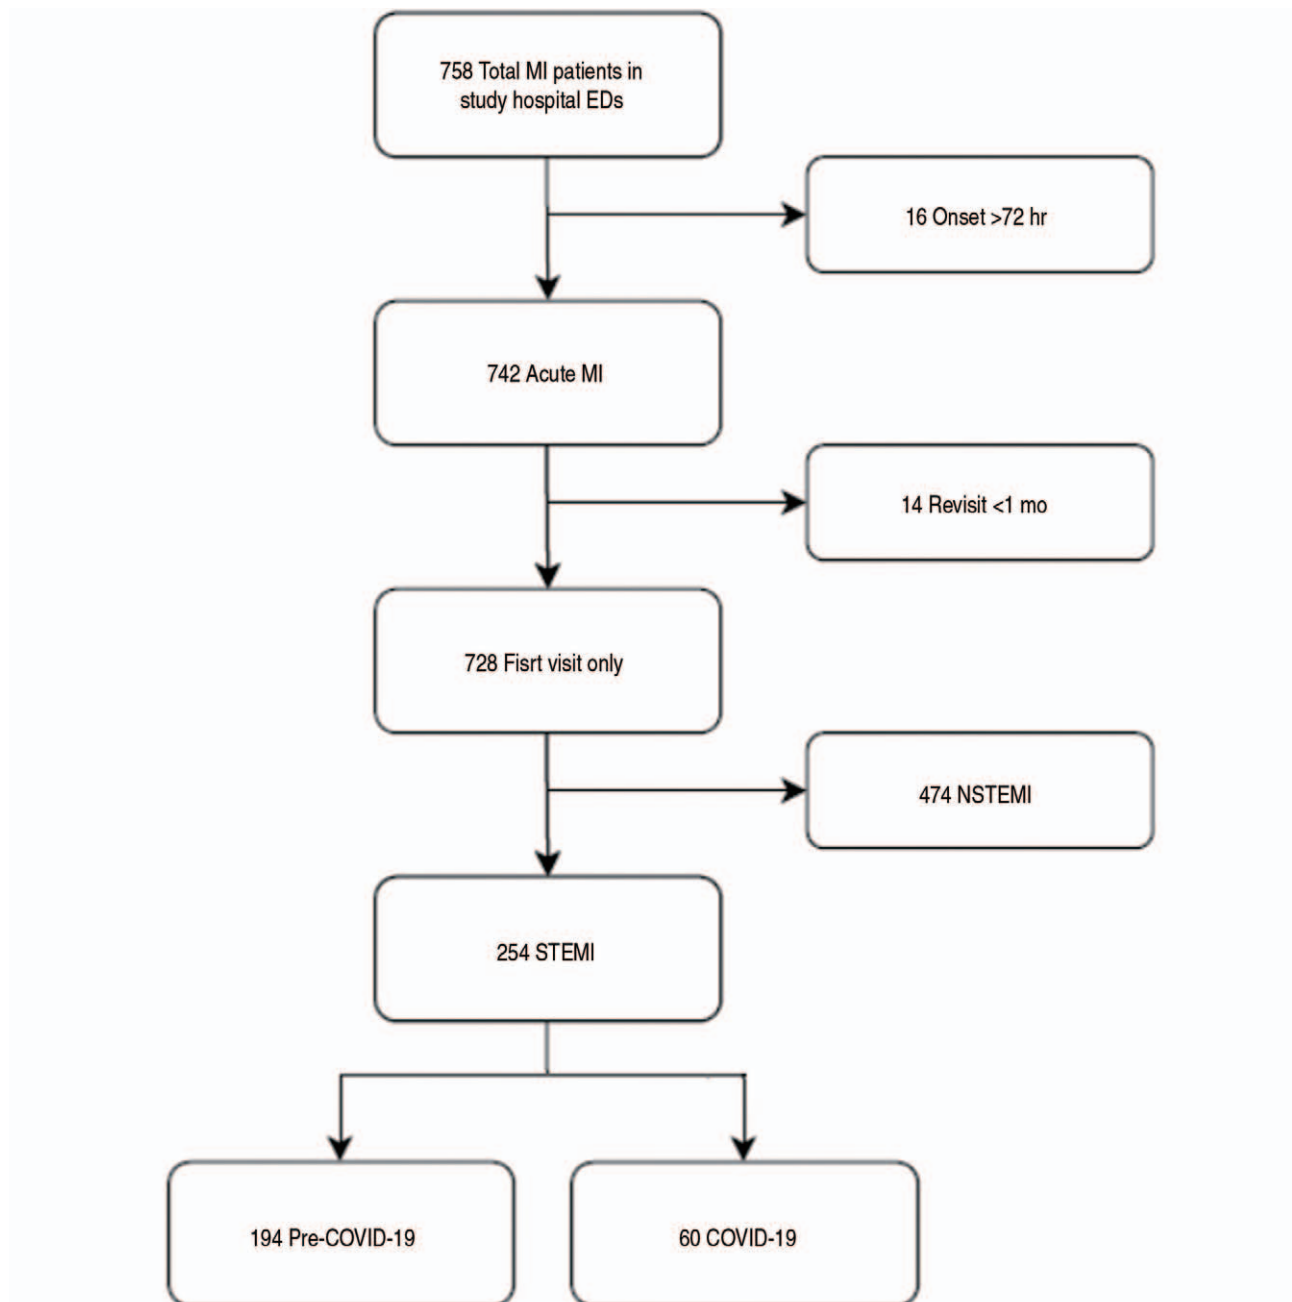 758 Total MI patients in
study hospital EDs
16 Onset >72 hr
742 Acute MI
14 Revisit <1 mo
728 Fisrt visit only
474 NSTEMI
254 STEMI
194 Pre-COVID-19
60 COVID-19